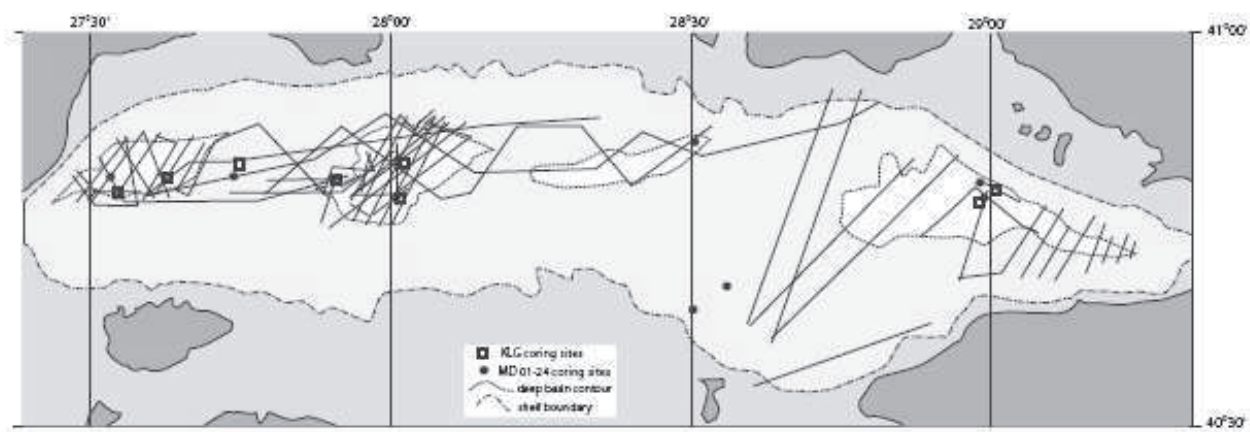 27°30' 28°00' 28°30' 29°00'
41°00'
KLG coring sites
MD 01-24 coring sites
deep basin contour
shelf boundary
40°30'